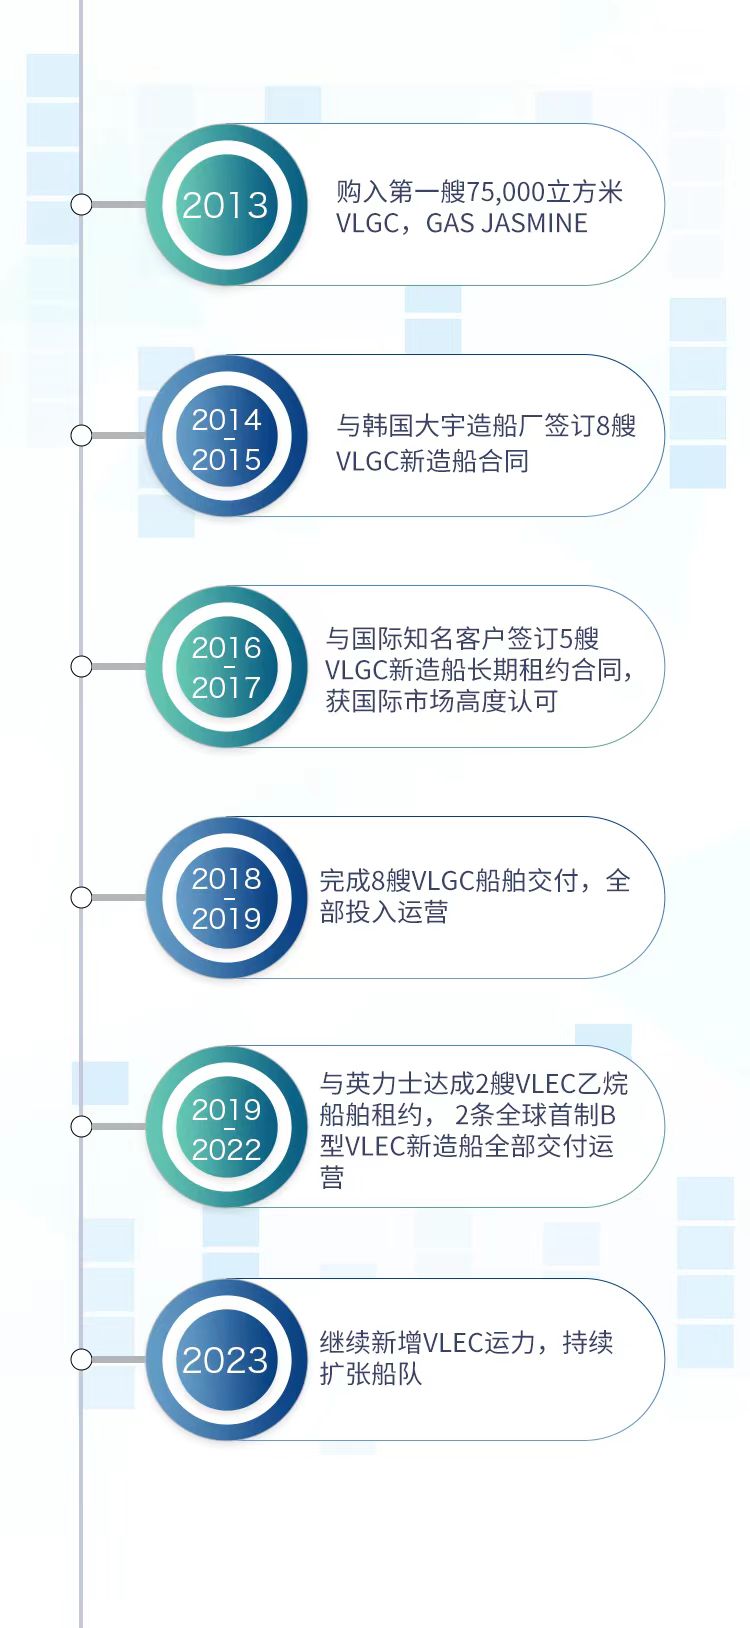 2013
购入第一艘75,000立方米
VLGC，GAS JASMINE
2014
–
2015
与韩国大宇造船厂签订8艘
VLGC新造船合同
2016
–
2017
与国际知名客户签订5艘
VLGC新造船长期租约合同，
获国际市场高度认可
2018
–
2019
完成8艘VLGC船舶交付，全
部投入运营
2019
–
2022
与英力士达成2艘VLEC乙烷
船舶租约， 2条全球首制B
型VLEC新造船全部交付运
营
2023
继续新增VLEC运力，持续
扩张船队